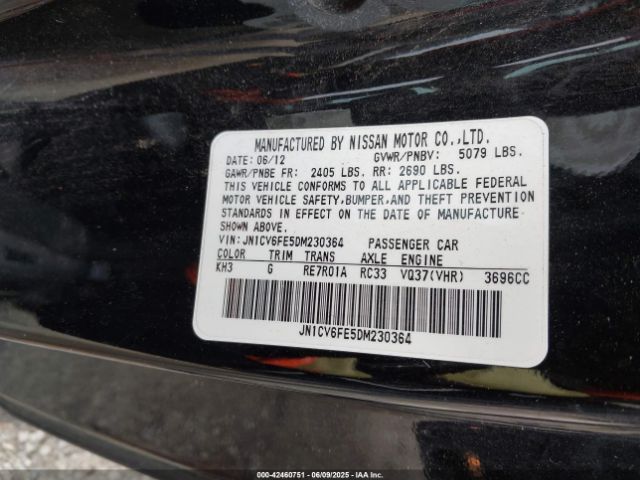 MANUFACTURED BY NISSAN MOTOR CO.,LTD.
DATE: 06/12 GVWR/PNBV: 5079 LBS.
GAWR/PNBE FR: 2405 LBS. RR: 2690 LBS.
THIS VEHICLE CONFORMS TO ALL APPLICABLE FEDERAL
MOTOR VEHICLE SAFETY,BUMPER,AND THEFT PREVENTION
STANDARDS IN EFFECT ON THE DATE OF MANUFACTURE
SHOWN ABOVE.
VIN: JN1CV6FE5DM230364 PASSENGER CAR
COLOR TRIM TRANS AXLE ENGINE
KH3 G RE7R01A RC33 VQ37(VHR) 3696CC
JN1CV6FE5DM230364
000-42460751 | 06/09/2025 | IAA Inc.